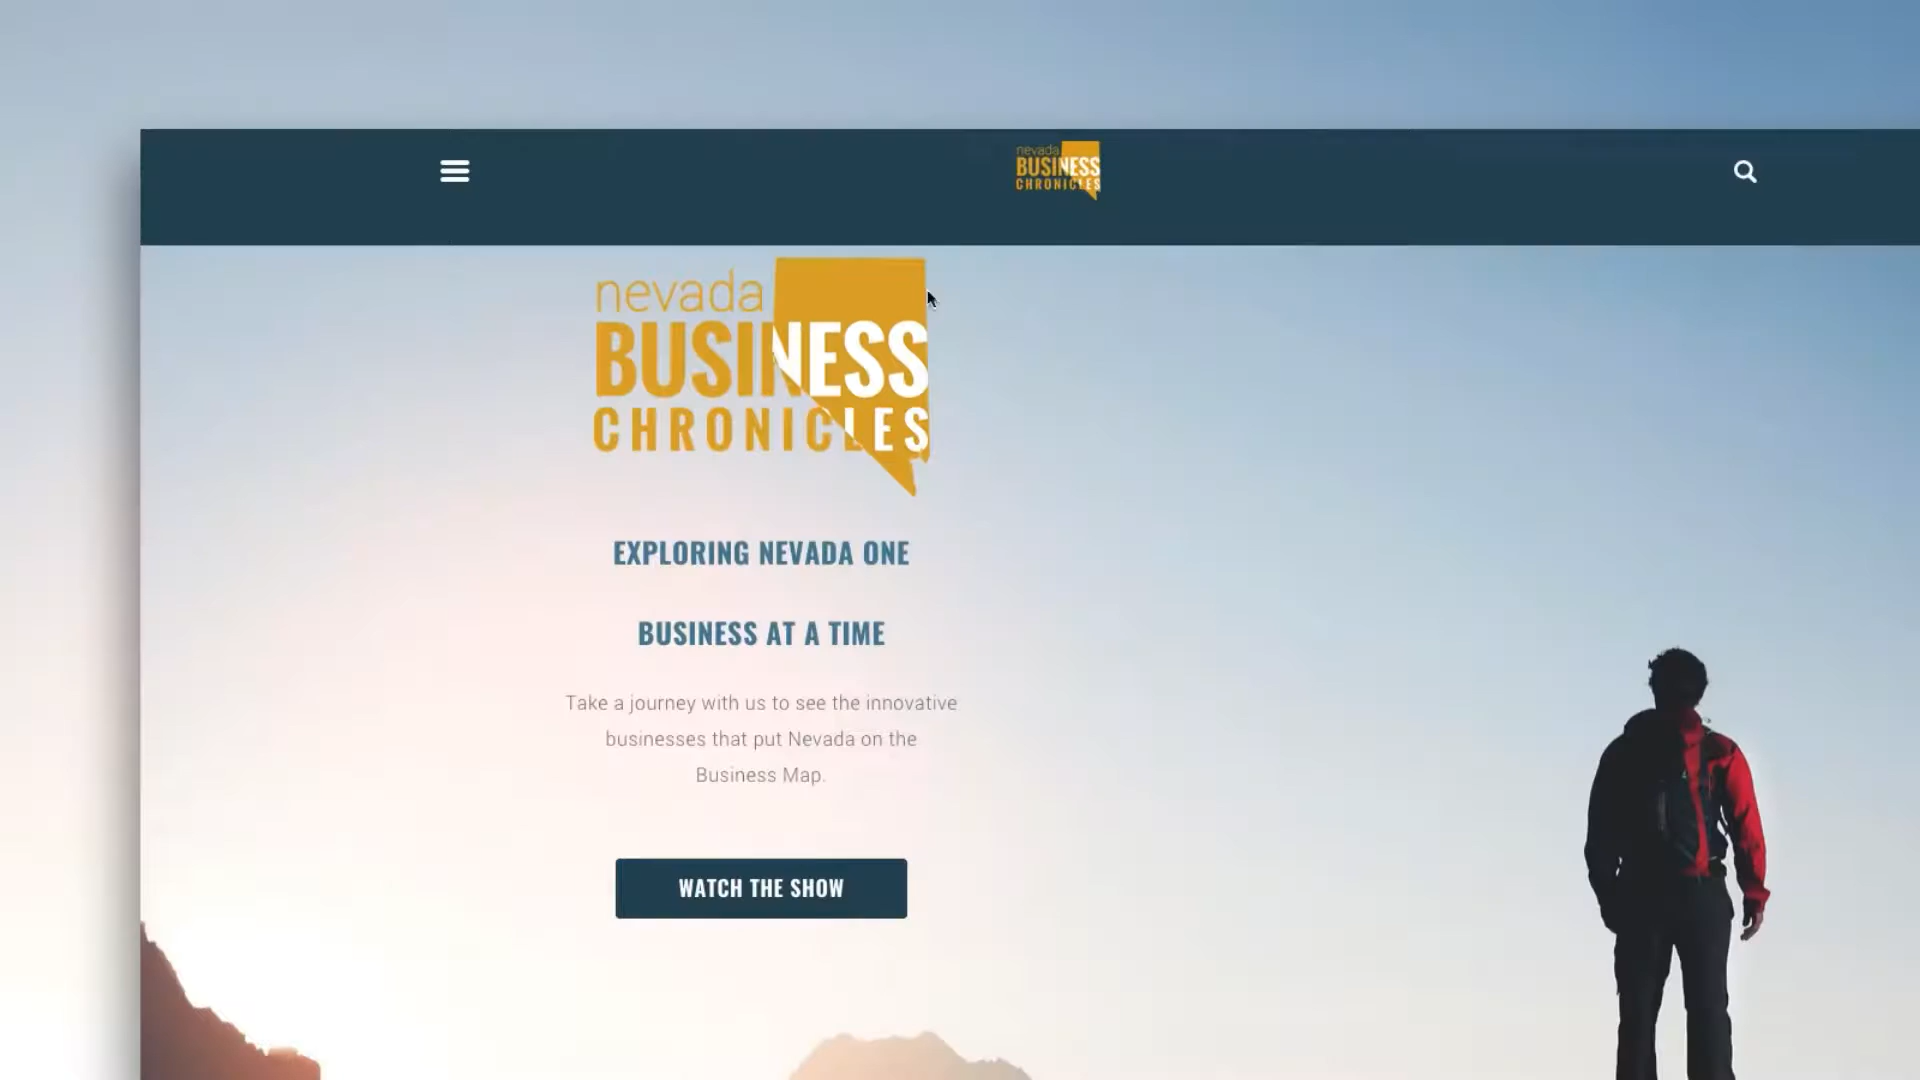 nevada
BUSINESS
CHRONICLES
nevada
BUSINESS
CHRONICLES
EXPLORING NEVADA ONE
BUSINESS AT A TIME
Take a journey with us to see the innovative
businesses that put Nevada on the
Business Map.
WATCH THE SHOW